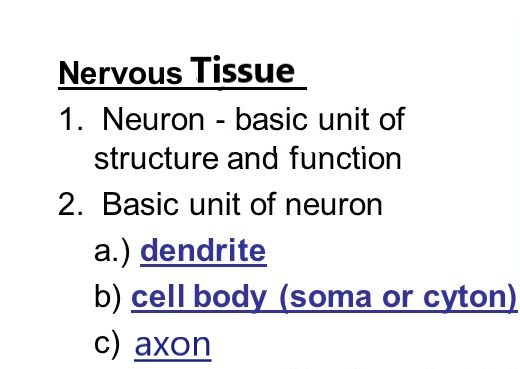 Nervous Tissue
1. Neuron - basic unit of
structure and function
2. Basic unit of neuron
a.) dendrite
b) cell body (soma or cyton)
c) axon